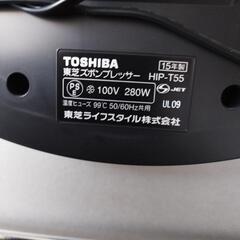 TOSHIBA
15年製
東芝ズボンプレッサー HIP-T55
PS E 100V 280W JET
温度ヒューズ 99℃ 50/60Hz共用 UL09
東芝ライフスタイル株式会社